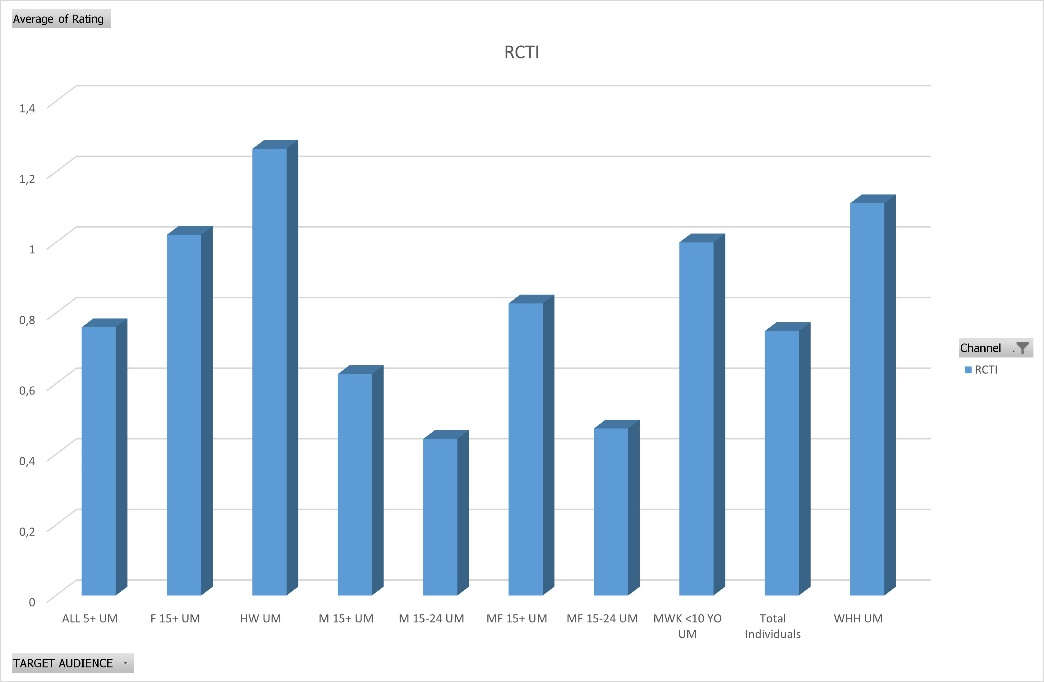 Average of Rating
RCTI
1,4
1,2
1
0,8
0,6
0,4
0,2
0
ALL 5+ UM
F 15+ UM
HW UM
M 15+ UM
M 15-24 UM
MF 15+ UM
MF 15-24 UM
MWK <10 YO
UM
Total
Individuals
WHH UM
Channel
RCTI
TARGET AUDIENCE